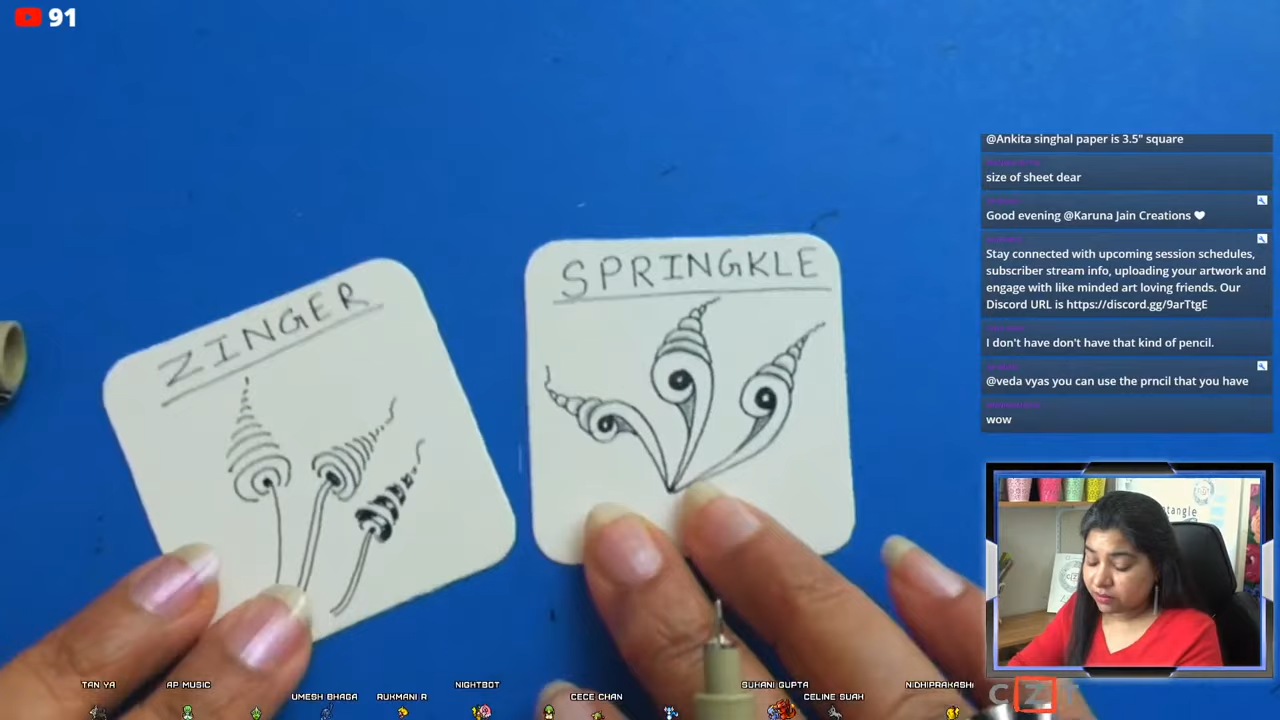 91
@Ankita singhal paper is 3.5" square
size of sheet dear
Good evening @Karuna Jain Creations
Stay connected with upcoming session schedules,
subscriber stream info, uploading your artwork and
engage with like minded art loving friends. Our
Discord URL is https://discord.gg/9arTtgE
I don't have don't have that kind of pencil.
@veda vyas you can use the prncil that you have
wow
ZINGER
SPRINGKLE
TAN YA
AP MUSIC
UMESH BHAGA
RUKMANI R
NIGHTBOT
CECE CHAN
SUHANI GUPTA
CELINE SUAH
NIDHIPRAKASH
CZT